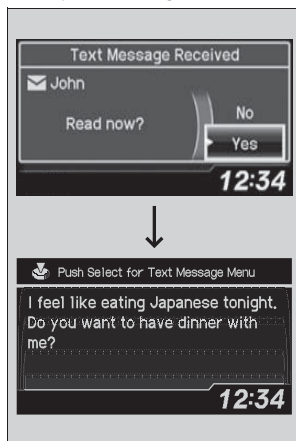 Text Message Received
John
Read now?
No
Yes
12:34
Push Select for Text Message Menu
I feel like eating Japanese tonight.
Do you want to have dinner with
me?
12:34